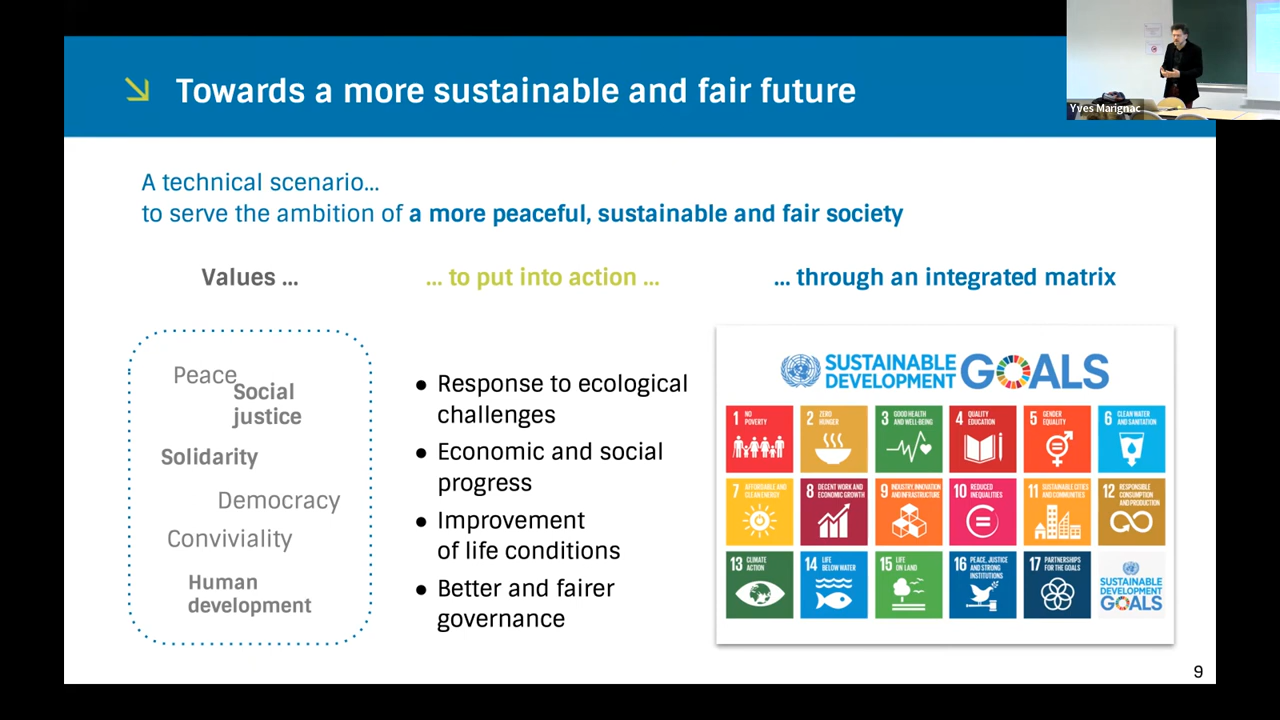 Towards a more sustainable and fair future
Yves Marignac
A technical scenario...
to serve the ambition of a more peaceful, sustainable and fair society
Values ...
... to put into action ...
... through an integrated matrix
Peace
Social
justice
Solidarity
Democracy
Conviviality
Human
development
● Response to ecological
challenges
● Economic and social
progress
● Improvement
of life conditions
● Better and fairer
governance
SUSTAINABLE
DEVELOPMENT
GOALS
1 NO
POVERTY
2 ZERO
HUNGER
3 GOOD HEALTH
AND WELL-BEING
4 QUALITY
EDUCATION
5 GENDER
EQUALITY
6 CLEAN WATER
AND SANITATION
7 AFFORDABLE AND
CLEAN ENERGY
8 DECENT WORK AND
ECONOMIC GROWTH
9 INDUSTRY, INNOVATION
AND INFRASTRUCTURE
10 REDUCED
INEQUALITIES
11 SUSTAINABLE CITIES
AND COMMUNITIES
12 RESPONSIBLE
CONSUMPTION
AND PRODUCTION
13 CLIMATE
ACTION
14 LIFE
BELOW WATER
15 LIFE
ON LAND
16 PEACE, JUSTICE
AND STRONG
INSTITUTIONS
17 PARTNERSHIPS
FOR THE GOALS
SUSTAINABLE
DEVELOPMENT
GOALS
9